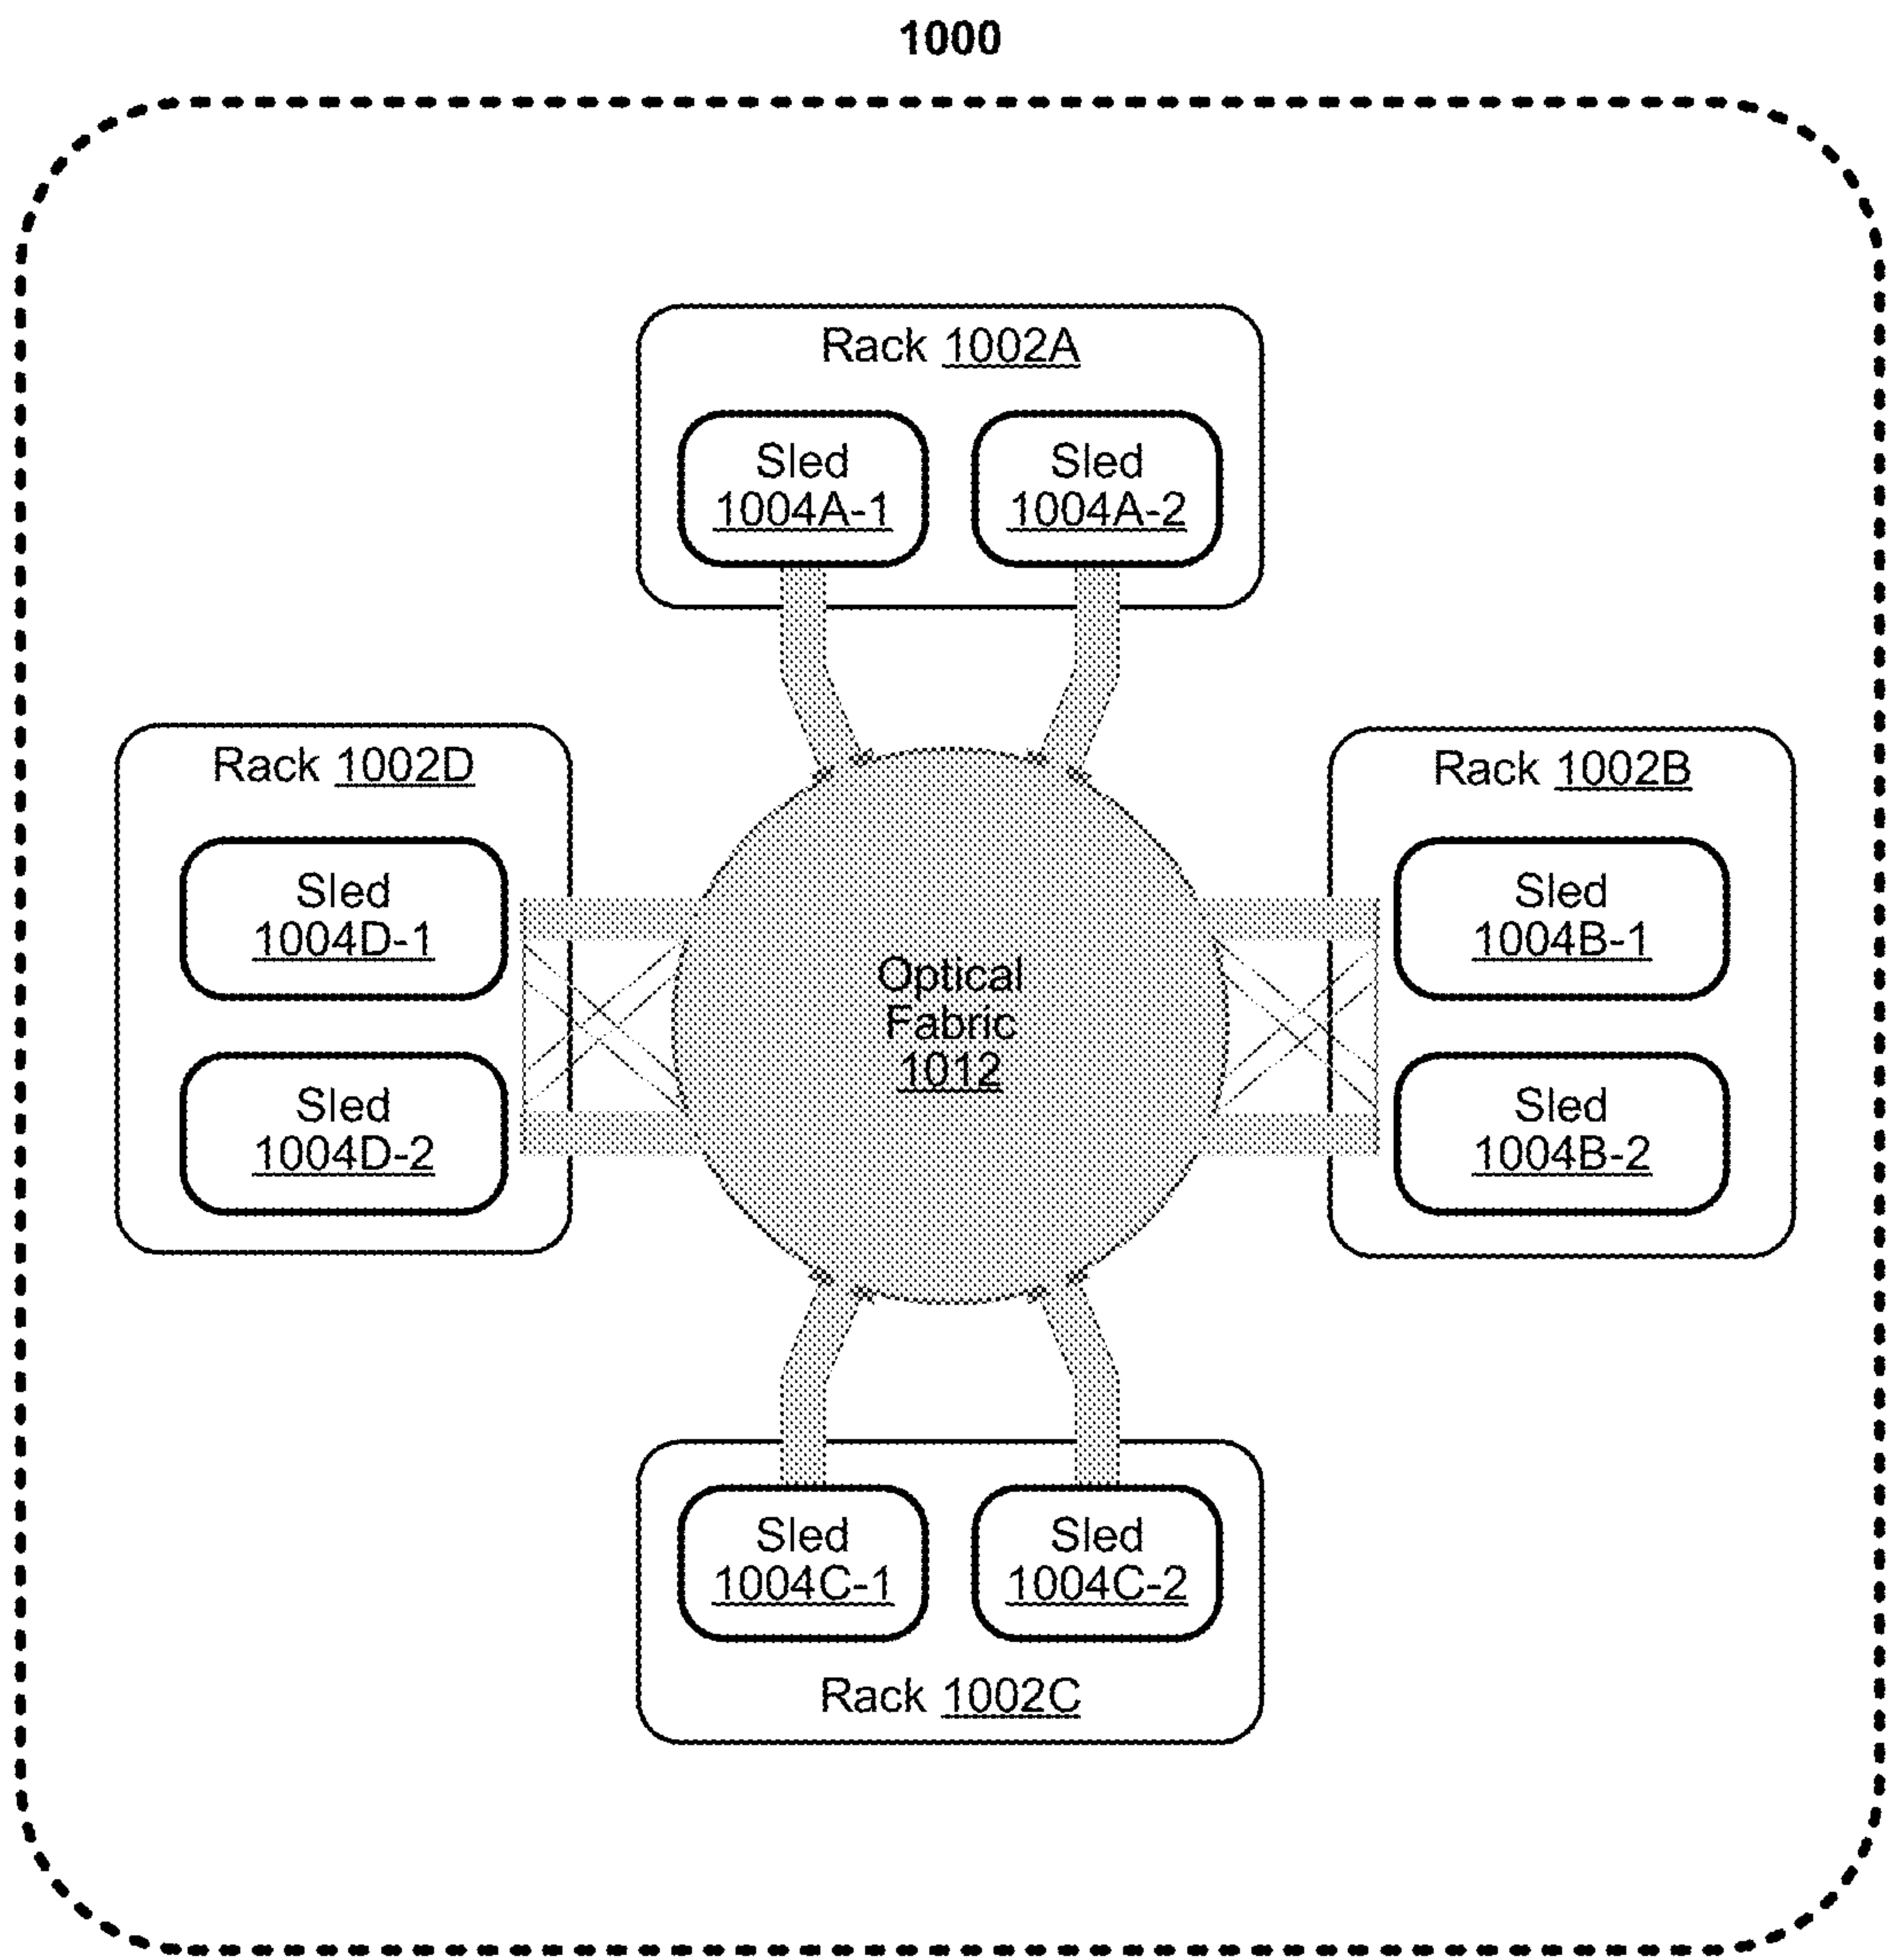 1000
Rack 1002A
Sled
1004A-1
Sled
1004A-2
Rack 1002D
Sled
1004D-1
Sled
1004D-2
Optical
Fabric
1012
Rack 1002B
Sled
1004B-1
Sled
1004B-2
Sled
1004C-1
Sled
1004C-2
Rack 1002C